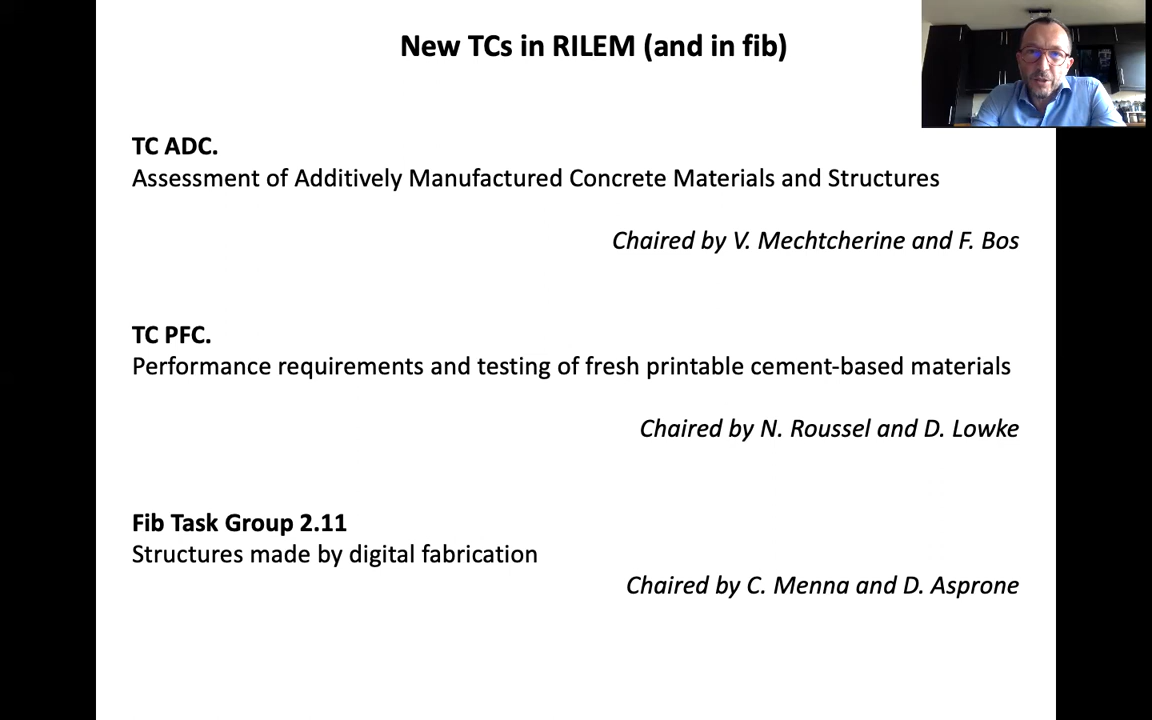 New TCs in RILEM (and in fib)
TC ADC.
Assessment of Additively Manufactured Concrete Materials and Structures
Chaired by V. Mechtcherine and F. Bos
TC PFC.
Performance requirements and testing of fresh printable cement-based materials
Chaired by N. Roussel and D. Lowke
Fib Task Group 2.11
Structures made by digital fabrication
Chaired by C. Menna and D. Asprone